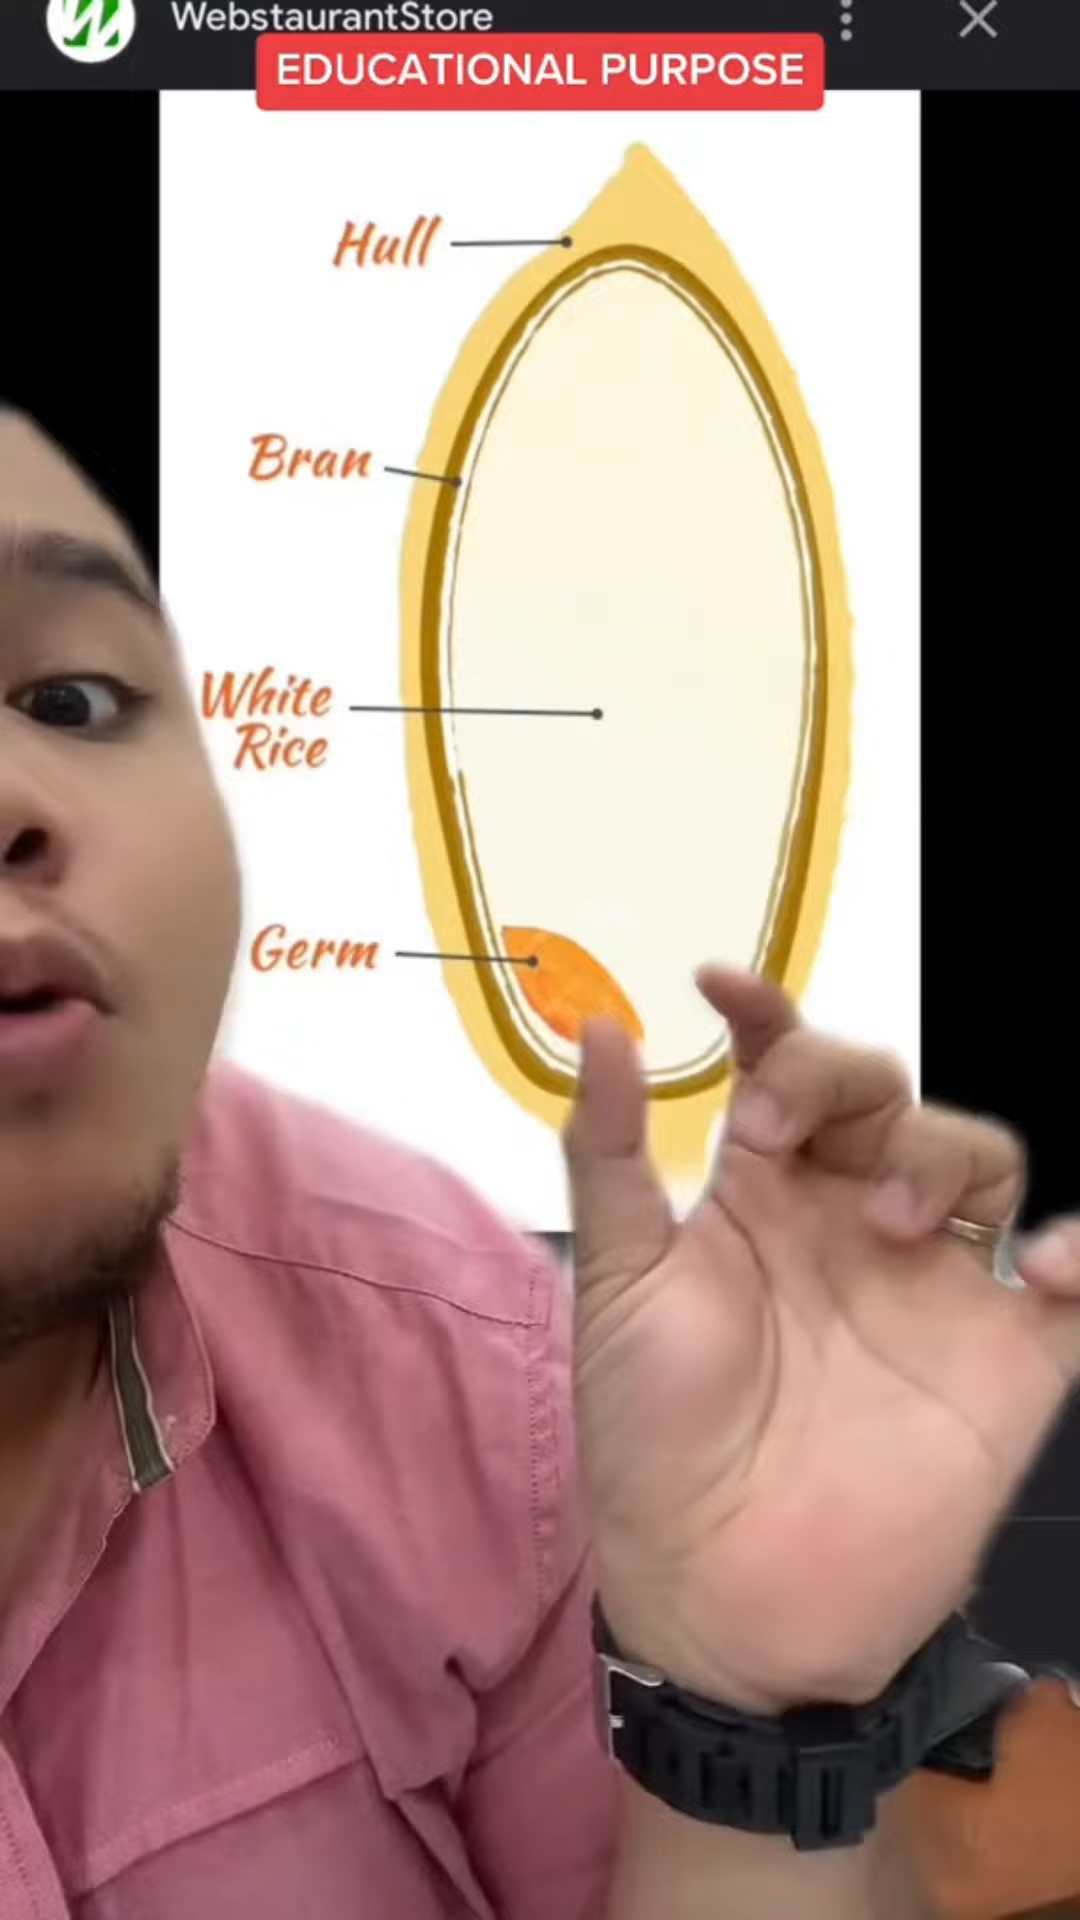 WebstaurantStore
EDUCATIONAL PURPOSE
Hull
Bran
White
Rice
Germ